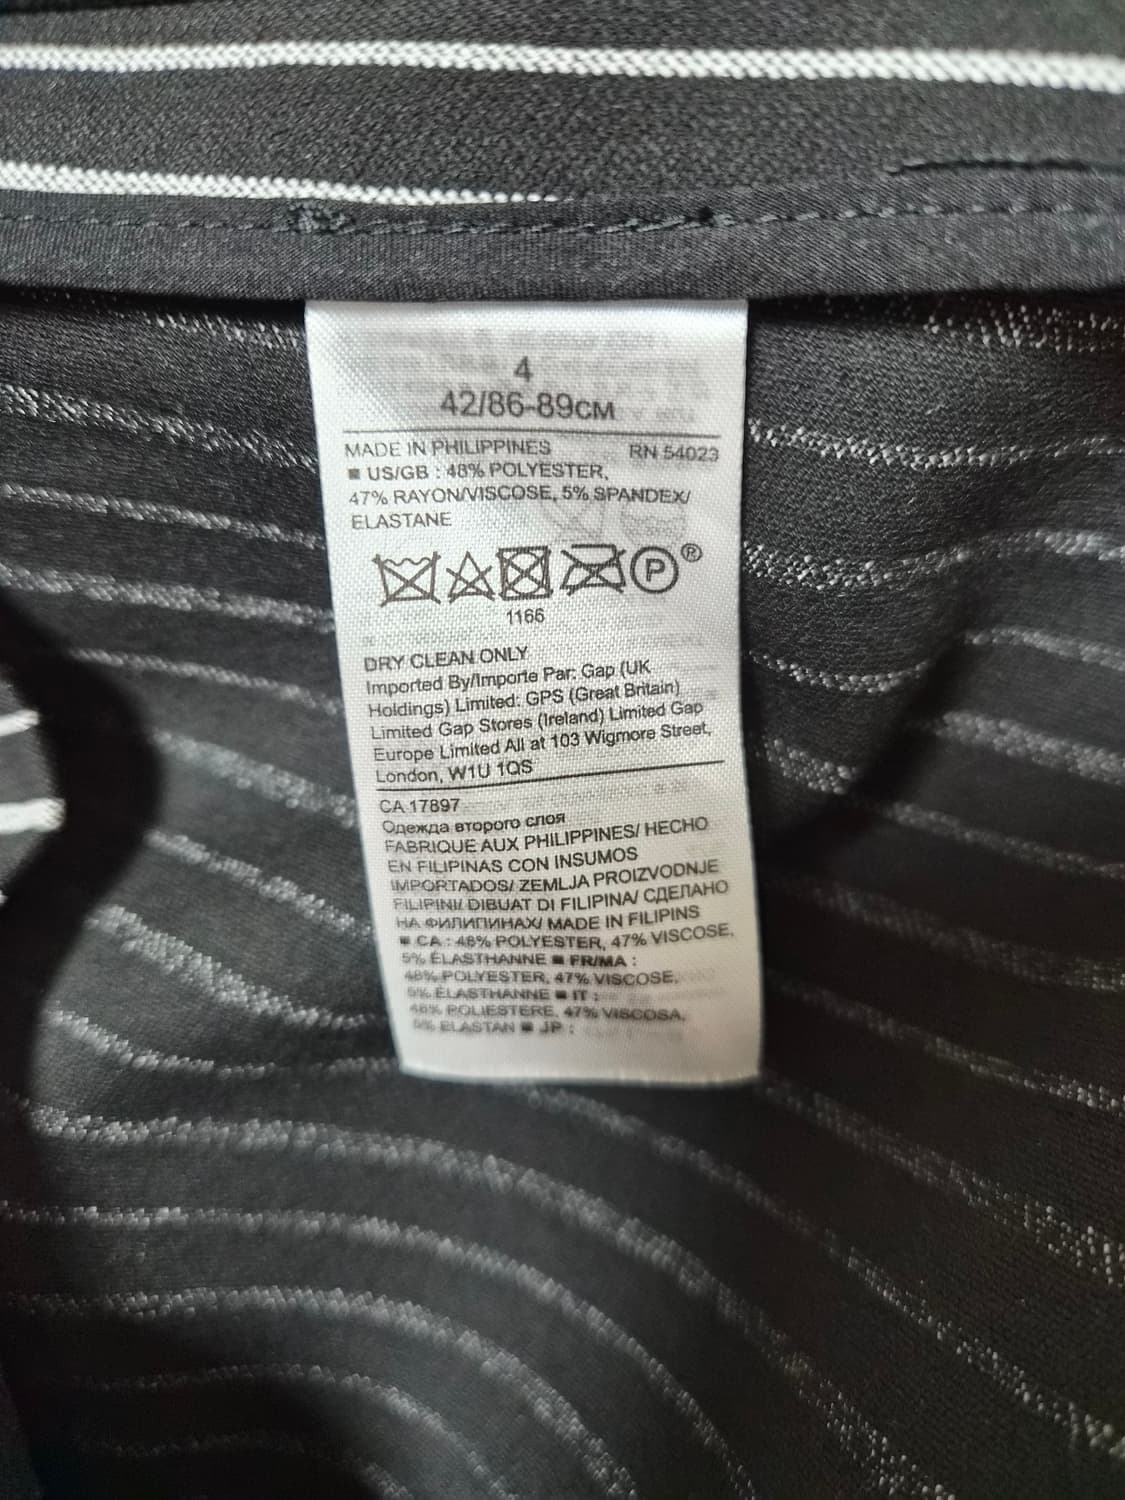 4
42/86-89CM
MADE IN PHILIPPINES RN 54023
■ US/GB : 48% POLYESTER,
47% RAYON/VISCOSE, 5% SPANDEX/
ELASTANE
P ®
1166
DRY CLEAN ONLY
Imported By/Importe Par: Gap (UK
Holdings) Limited: GPS (Great Britain)
Limited Gap Stores (Ireland) Limited Gap
Europe Limited All at 103 Wigmore Street,
London, W1U 1QS
CA 17897
Одежда второго слоя
FABRIQUE AUX PHILIPPINES/ HECHO
EN FILIPINAS CON INSUMOS
IMPORTADOS/ ZEMLJA PROIZVODNJE
FILIPINI/ DIBUAT DI FILIPINA/ СДЕЛАНО
НА ФИЛИПИНАХ/ MADE IN FILIPINS
■ CA : 48% POLYESTER, 47% VISCOSE,
5% ÉLASTHANNE ■ FR/MA :
48% POLYESTER, 47% VISCOSE,
5% ÉLASTHANNE ■ IT :
48% POLIESTERE, 47% VISCOSA,
5% ELASTAN ■ JP :